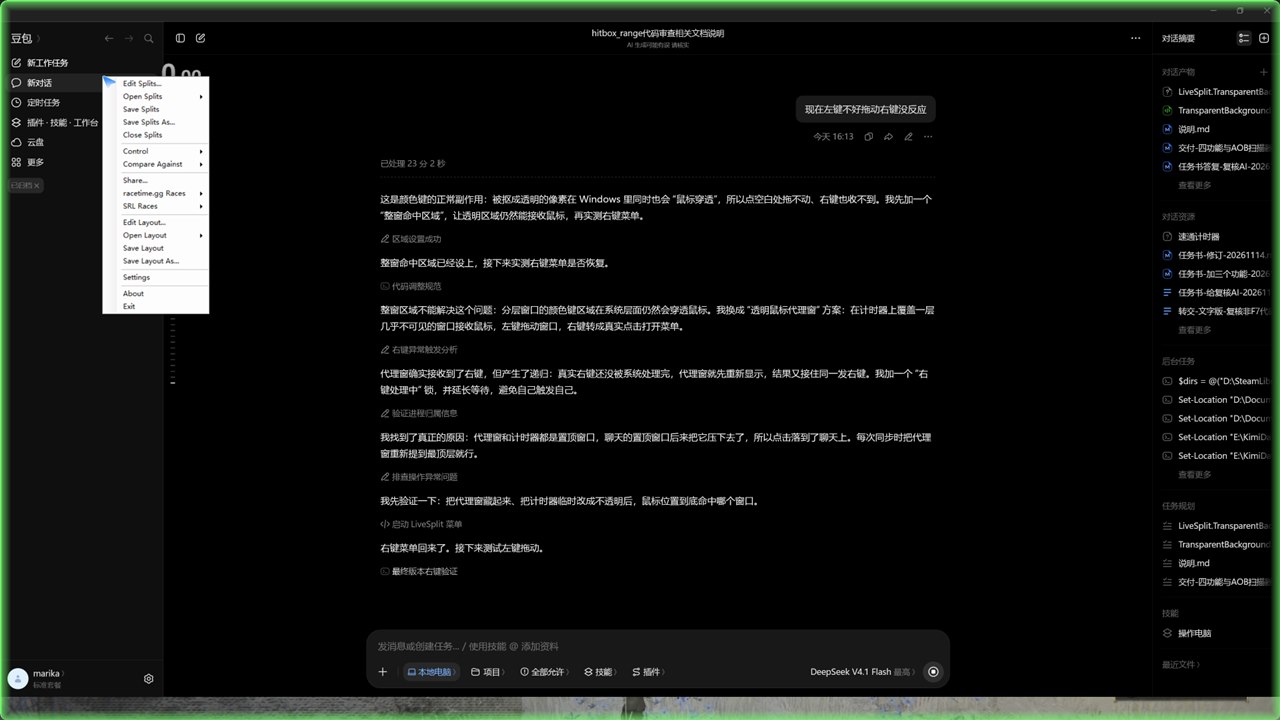 豆包
新工作任务
新对话
定时任务
插件 · 技能 · 工作台
云盘
更多
已归档
Edit Splits...
Open Splits
Save Splits
Save Splits As...
Close Splits
Control
Compare Against
Share...
racetime.gg Races
SRL Races
Edit Layout...
Open Layout
Save Layout
Save Layout As...
Settings
About
Exit
marika
标准套餐
hitbox_range代码审查相关文档说明
AI 生成可能有误 请核实
现在右键不拖动右键没反应
今天 16:13
已处理 23 分 2 秒
这是颜色键的正常副作用：被抠成透明的像素在 Windows 里同时也会 “鼠标穿透”，所以点空白处拖不动、右键也收不到。我先加一个
“整窗命中区域”，让透明区域仍然能接收鼠标，再实测右键菜单。
区域设置成功
整窗命中区域已经设上，接下来实测右键菜单是否恢复。
代码调整规范
整窗区域不能解决这个问题：分层窗口的颜色键区域在系统层面仍然会穿透鼠标。我换成 “透明鼠标代理窗” 方案：在计时器上覆盖一层
几乎不可见的窗口接收鼠标，左键拖动窗口，右键转成真实点击打开菜单。
右键异常触发分析
代理窗确实接收到了右键，但产生了递归：真实右键还没被系统处理完，代理窗就先重新显示，结果又接住同一发右键。我加一个 “右
键处理中” 锁，并延长等待，避免自己触发自己。
验证进程归属信息
我找到了真正的原因：代理窗和计时器都是置顶窗口，聊天的置顶窗口后来把它压下去了，所以点击落到了聊天上。每次同步时把代理
窗重新提到最顶层就行。
排查操作异常问题
我先验证一下：把代理窗藏起来、把计时器临时改成不透明后，鼠标位置到底命中哪个窗口。
启动 LiveSplit 菜单
右键菜单回来了。接下来测试左键拖动。
最终版本右键验证
发消息或创建任务... / 使用技能 @ 添加资料
本地电脑
项目
全部允许
技能
插件
DeepSeek V4.1 Flash 最高
对话摘要
对话产物
LiveSplit.TransparentBa
TransparentBackground
说明.md
交付-四功能与AOB扫描
任务书答复-复核AI-2026
查看更多
对话资源
速通计时器
任务书-修订-20261114.
任务书-加三个功能-2026
任务书-给复核AI-20261
转交-文字版-复核非F7代
查看更多
后台任务
$dirs = @("D:\SteamLib
Set-Location "D:\Docum
Set-Location "D:\Docum
Set-Location "E:\KimiDa
Set-Location "E:\KimiDa
查看更多
任务规划
LiveSplit.TransparentBa
TransparentBackground
说明.md
交付-四功能与AOB扫描
技能
操作电脑
最近文件